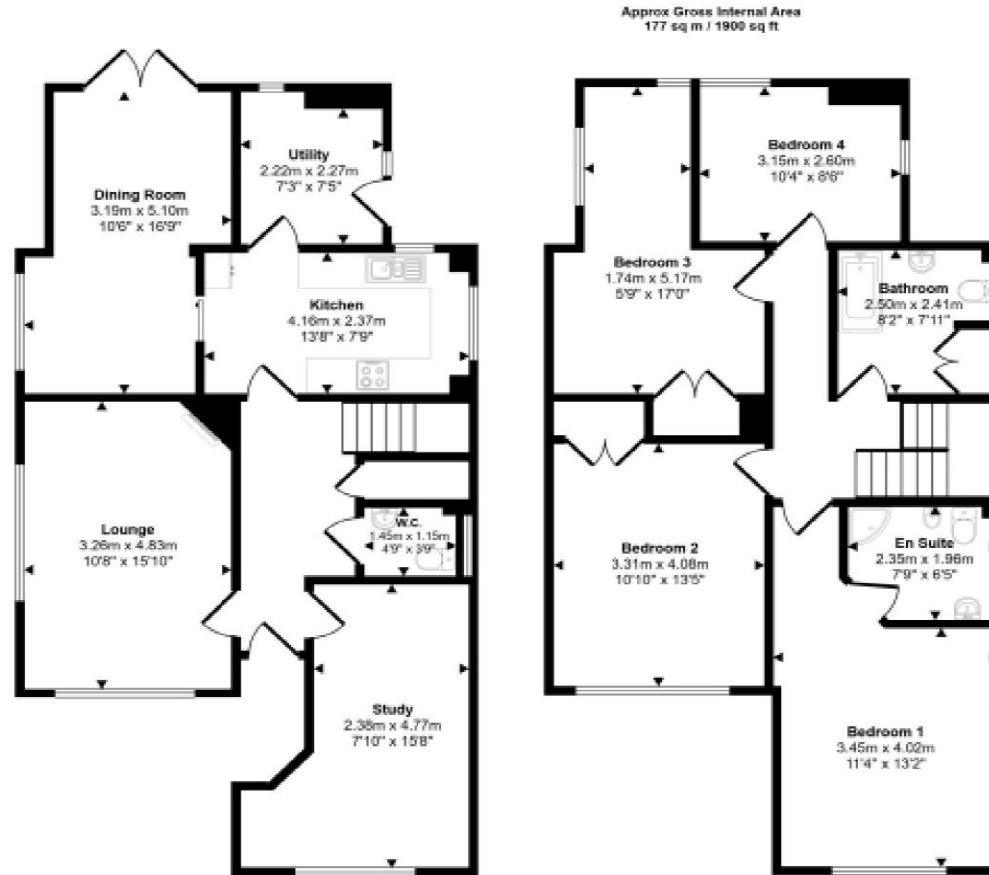 Approx Gross Internal Area
177 sq m / 1900 sq ft
Utility
2.22m x 2.27m
7'3" x 7'5"
Dining Room
3.19m x 5.10m
10'6" x 16'9"
Kitchen
4.16m x 2.37m
13'8" x 7'9"
Lounge
3.26m x 4.83m
10'8" x 15'10"
W.C.
1.45m x 1.15m
4'9" x 3'9"
Study
2.38m x 4.77m
7'10" x 15'8"
Bedroom 4
3.15m x 2.60m
10'4" x 8'6"
Bedroom 3
1.74m x 5.17m
5'9" x 17'0"
Bathroom
2.50m x 2.41m
8'2" x 7'11"
Bedroom 2
3.31m x 4.08m
10'10" x 13'5"
En Suite
2.35m x 1.96m
7'9" x 6'5"
Bedroom 1
3.45m x 4.02m
11'4" x 13'2"